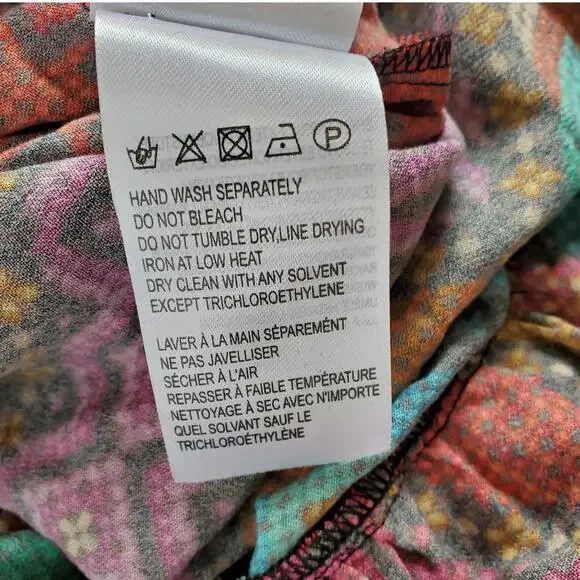 P
HAND WASH SEPARATELY
DO NOT BLEACH
DO NOT TUMBLE DRY,LINE DRYING
IRON AT LOW HEAT
DRY CLEAN WITH ANY SOLVENT
EXCEPT TRICHLOROETHYLENE
LAVER À LA MAIN SÉPAREMÉNT
NE PAS JAVELLISER
SÉCHER À L'AIR
REPASSER À FAIBLE TEMPÉRATURE
NETTOYAGE À SEC AVEC N'IMPORTE
QUEL SOLVANT SAUF LE
TRICHLOROÉTHYLÈNE